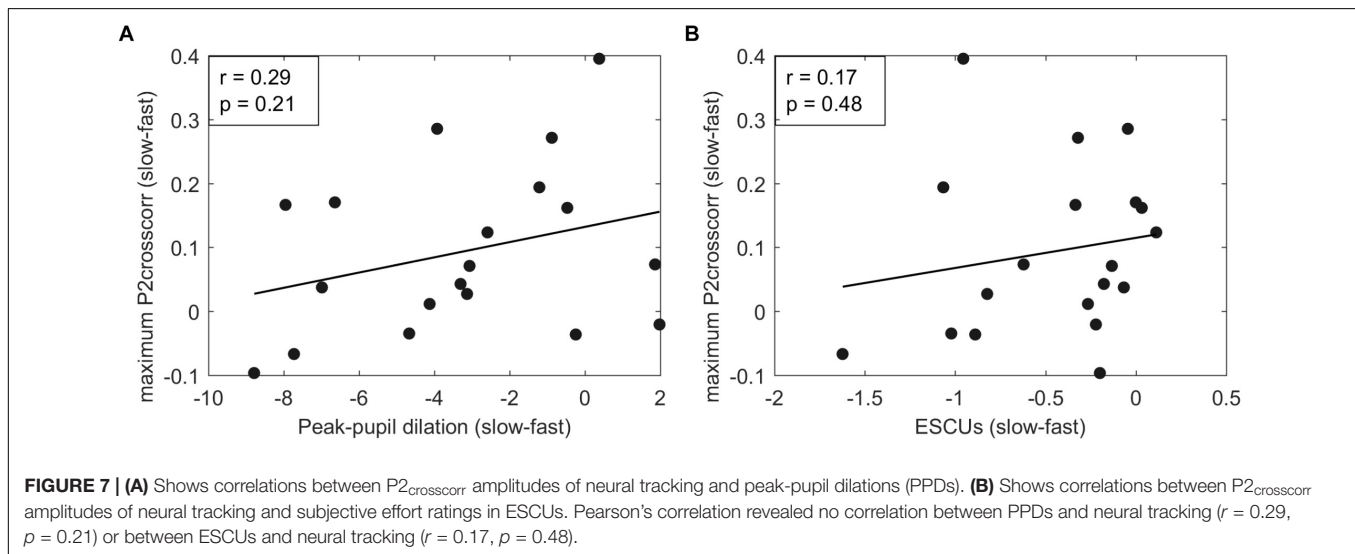 A
r = 0.29
p = 0.21
maximum P2crosscorr (slow-fast)
0.4
0.3
0.2
0.1
0
-0.1
-10 -8 -6 -4 -2 0 2
Peak-pupil dilation (slow-fast)
B
r = 0.17
p = 0.48
maximum P2crosscorr (slow-fast)
0.4
0.3
0.2
0.1
0
-0.1
-2 -1.5 -1 -0.5 0 0.5
ESCUs (slow-fast)
FIGURE 7 | (A) Shows correlations between P2crosscorr amplitudes of neural tracking and peak-pupil dilations (PPDs). (B) Shows correlations between P2crosscorr
amplitudes of neural tracking and subjective effort ratings in ESCUs. Pearson's correlation revealed no correlation between PPDs and neural tracking (r = 0.29,
p = 0.21) or between ESCUs and neural tracking (r = 0.17, p = 0.48).